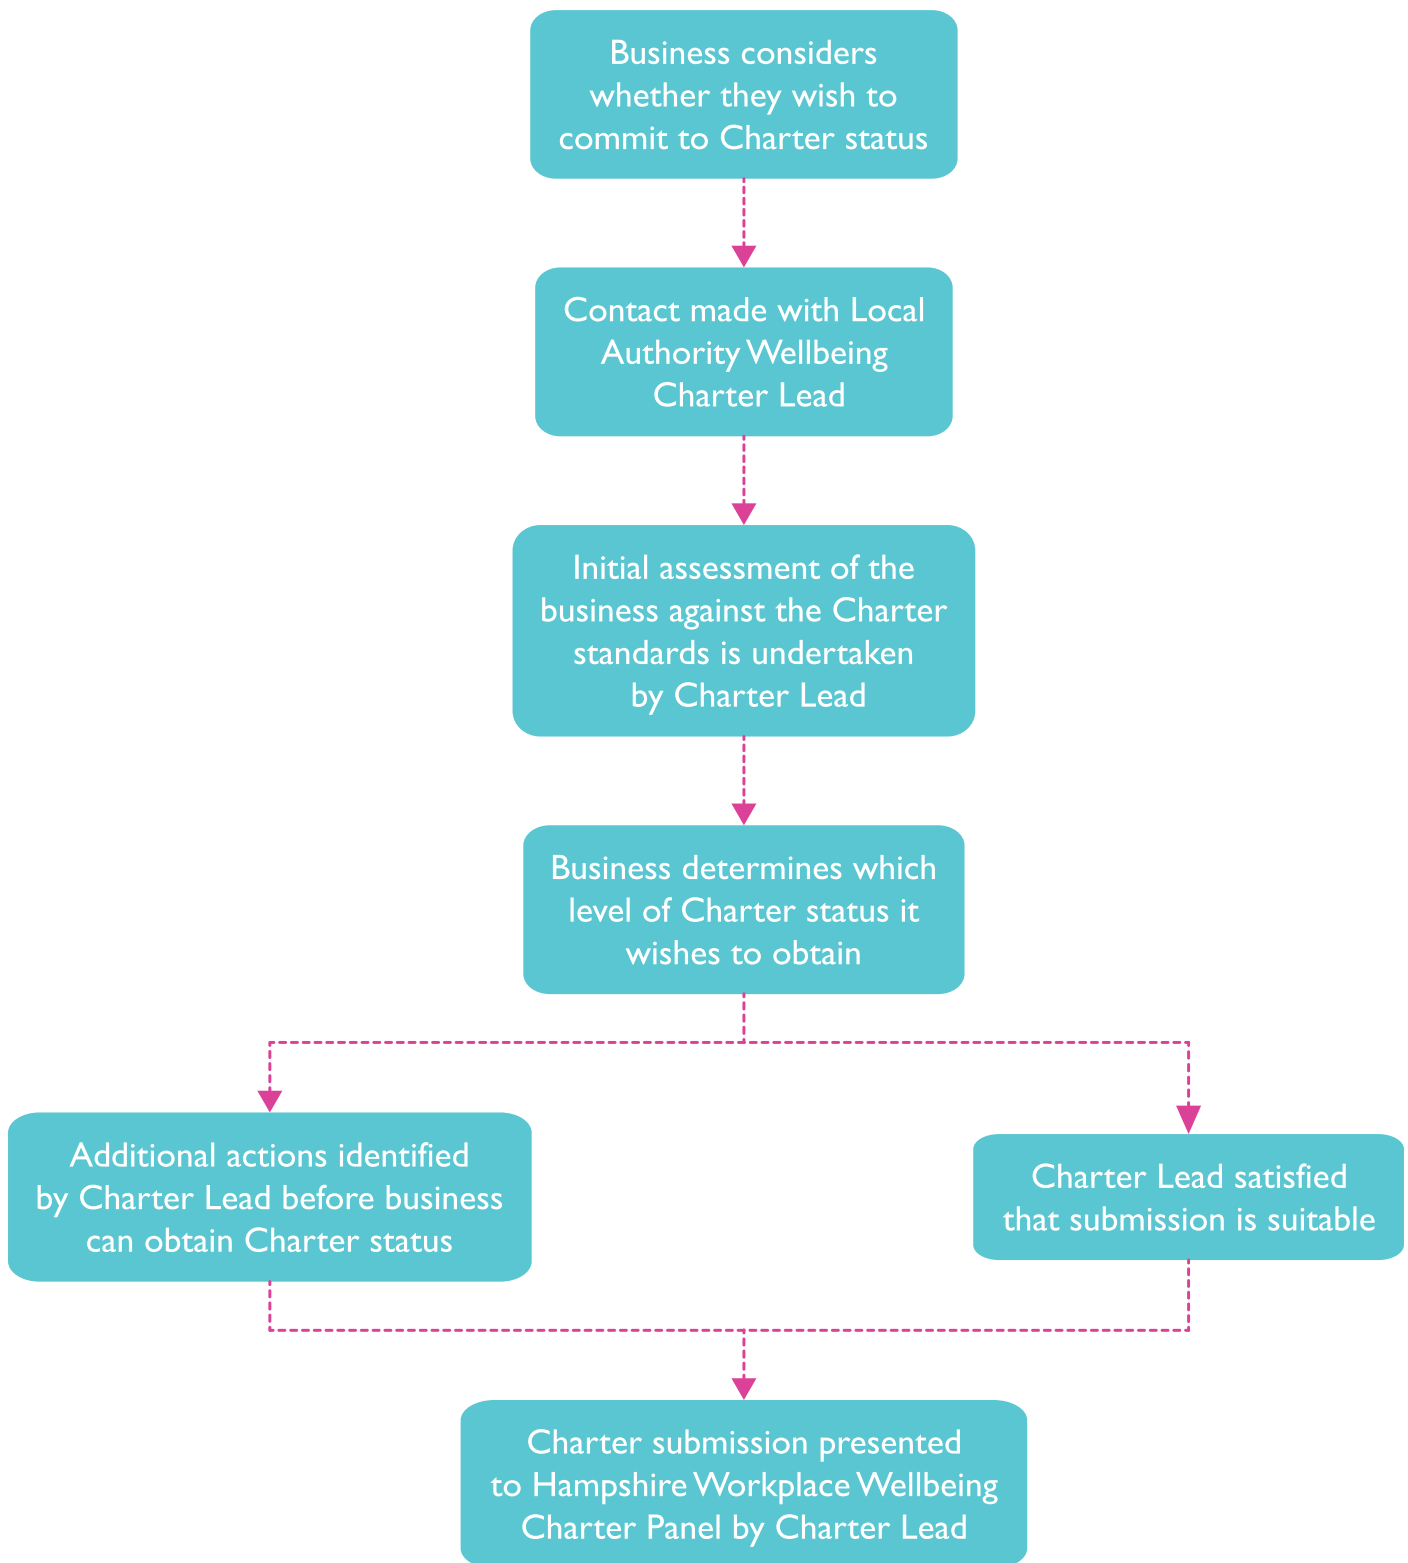 Business considers
whether they wish to
commit to Charter status
Contact made with Local
Authority Wellbeing
Charter Lead
Initial assessment of the
business against the Charter
standards is undertaken
by Charter Lead
Business determines which
level of Charter status it
wishes to obtain
Additional actions identified
by Charter Lead before business
can obtain Charter status
Charter Lead satisfied
that submission is suitable
Charter submission presented
to Hampshire Workplace Wellbeing
Charter Panel by Charter Lead